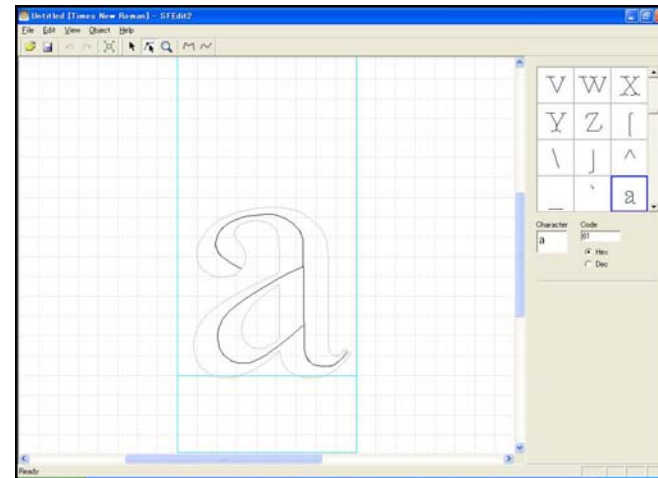 Untitled [Times New Roman] - SFEdit2
File Edit View Object Help
V W X
Y Z [
\ ] ^
_ ` a
Character Code
a 61
Hex
Dec
a
Ready